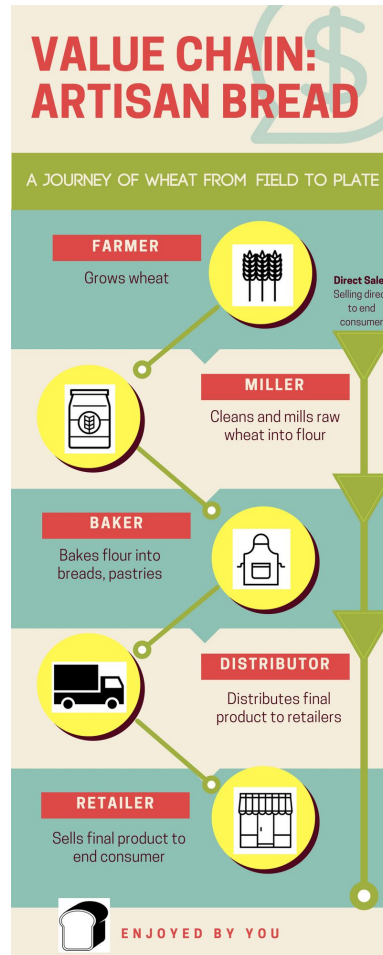 VALUE CHAIN:
ARTISAN BREAD
A JOURNEY OF WHEAT FROM FIELD TO PLATE
FARMER
Grows wheat
Direct Sale
Selling direc
to end
consumer
MILLER
Cleans and mills raw
wheat into flour
BAKER
Bakes flour into
breads, pastries
DISTRIBUTOR
Distributes final
product to retailers
RETAILER
Sells final product to
end consumer
ENJOYED BY YOU